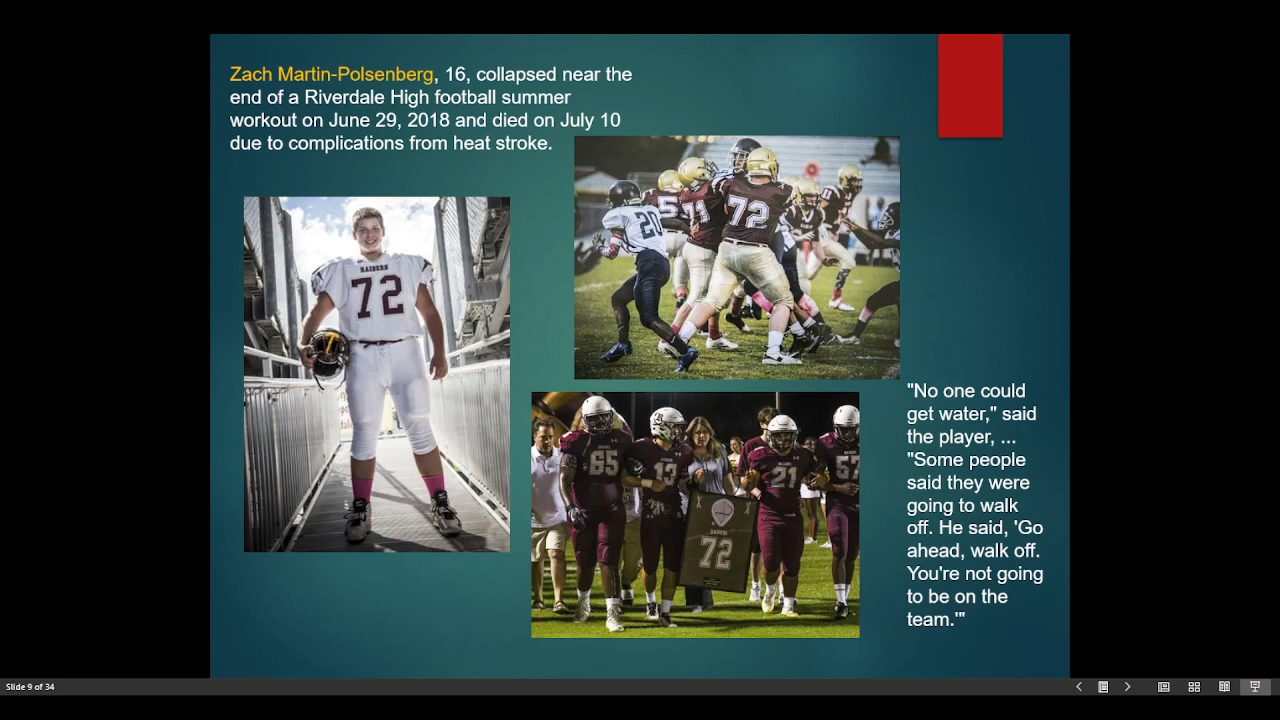 Zach Martin-Polsenberg, 16, collapsed near the
end of a Riverdale High football summer
workout on June 29, 2018 and died on July 10
due to complications from heat stroke.
RAIDERS
72
20
5
71
72
65
13
21
57
RAIDERS
72
"No one could
get water," said
the player, ...
"Some people
said they were
going to walk
off. He said, 'Go
ahead, walk off.
You're not going
to be on the
team.'"
Slide 9 of 34